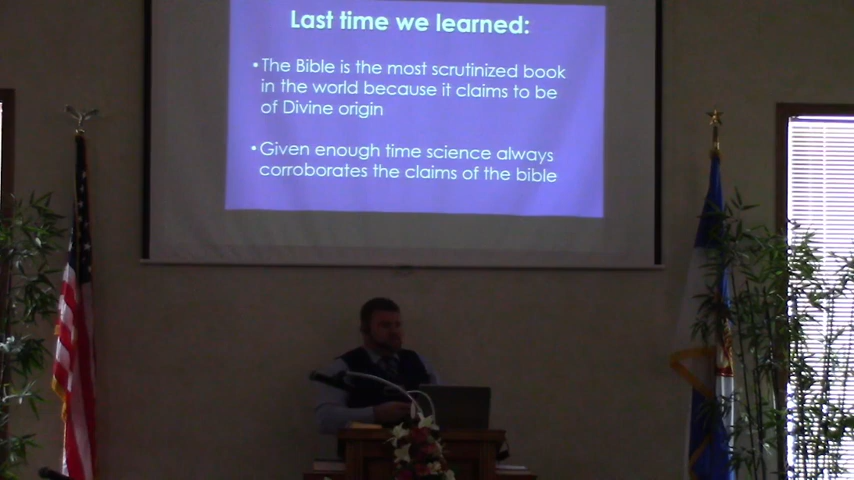 Last time we learned:
• The Bible is the most scrutinized book
in the world because it claims to be
of Divine origin
• Given enough time science always
corroborates the claims of the bible